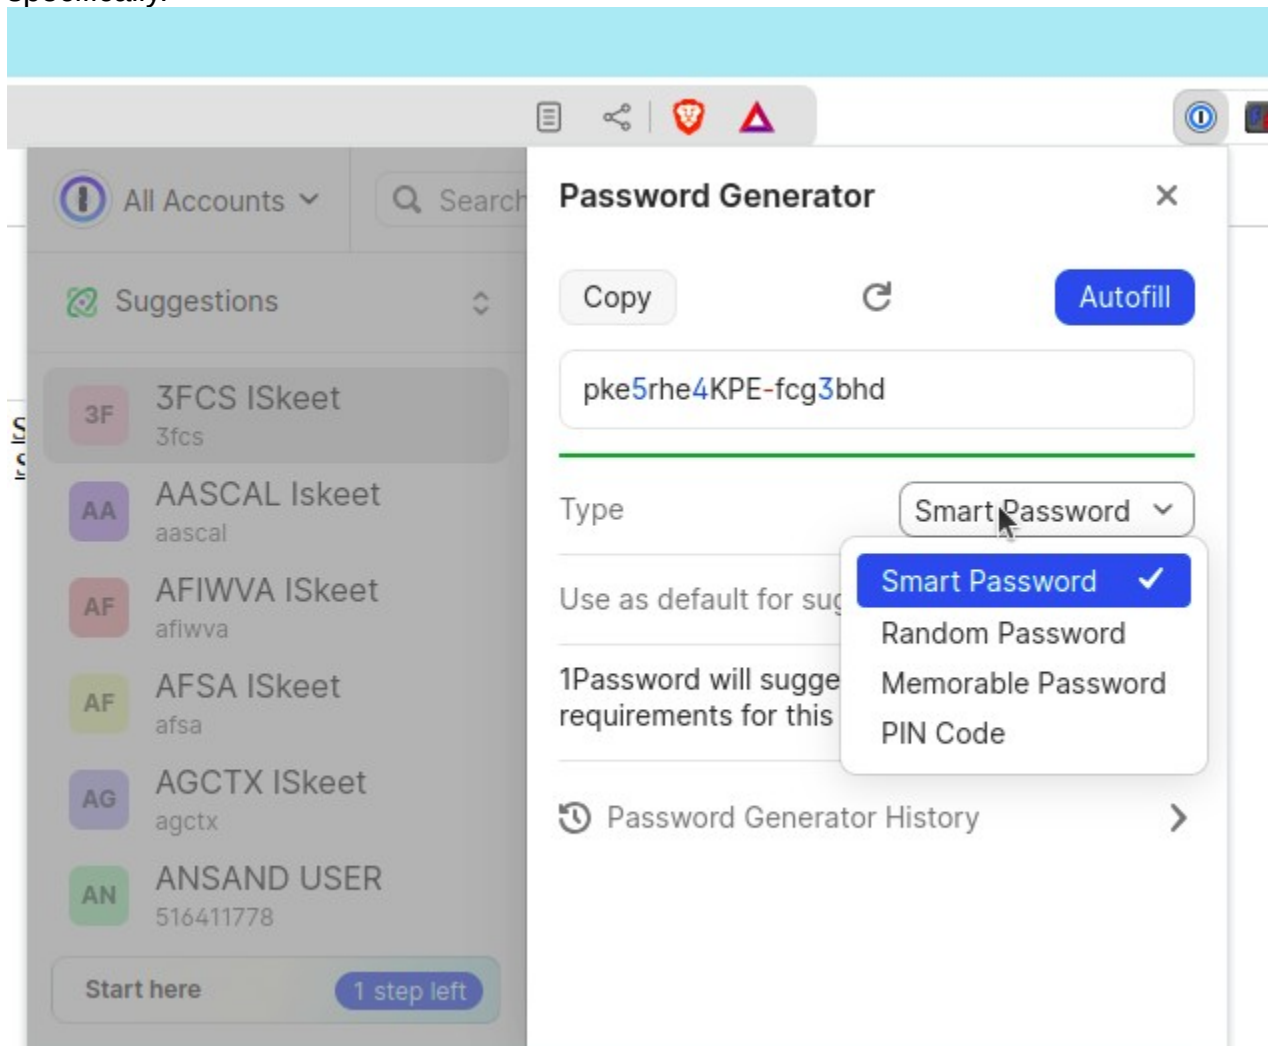 specifically.
All Accounts
Search
Suggestions
3F
3FCS ISkeet
3fcs
AA
AASCAL Iskeet
aascal
AF
AFIWVA ISkeet
afiwva
AF
AFSA ISkeet
afsa
AG
AGCTX ISkeet
agctx
AN
ANSAND USER
516411778
Start here
1 step left
Password Generator
Copy
Autofill
pke5rhe4KPE-fcg3bhd
Type
Smart Password
Smart Password
Random Password
Memorable Password
PIN Code
Use as default for sug
1Password will sugge
requirements for this
Password Generator History